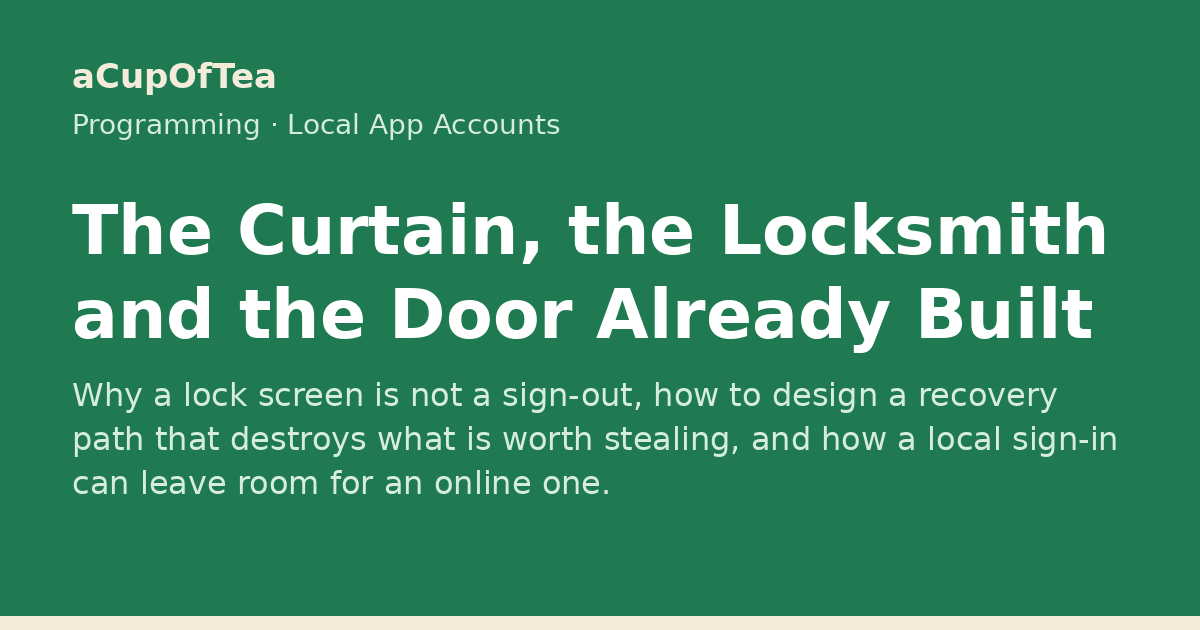 aCupOfTea
Programming · Local App Accounts
The Curtain, the Locksmith
and the Door Already Built
Why a lock screen is not a sign-out, how to design a recovery
path that destroys what is worth stealing, and how a local sign-in
can leave room for an online one.